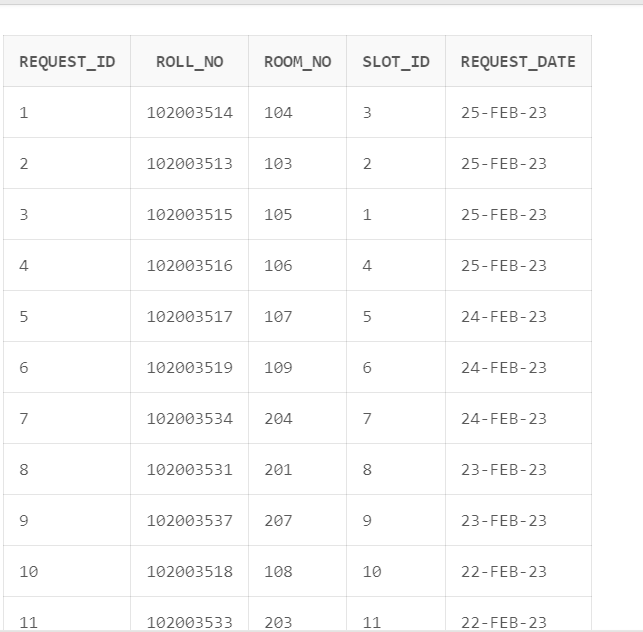 REQUEST_ID ROLL_NO ROOM_NO SLOT_ID REQUEST_DATE
1 102003514 104 3 25-FEB-23
2 102003513 103 2 25-FEB-23
3 102003515 105 1 25-FEB-23
4 102003516 106 4 25-FEB-23
5 102003517 107 5 24-FEB-23
6 102003519 109 6 24-FEB-23
7 102003534 204 7 24-FEB-23
8 102003531 201 8 23-FEB-23
9 102003537 207 9 23-FEB-23
10 102003518 108 10 22-FEB-23
11 102003533 203 11 22-FEB-23